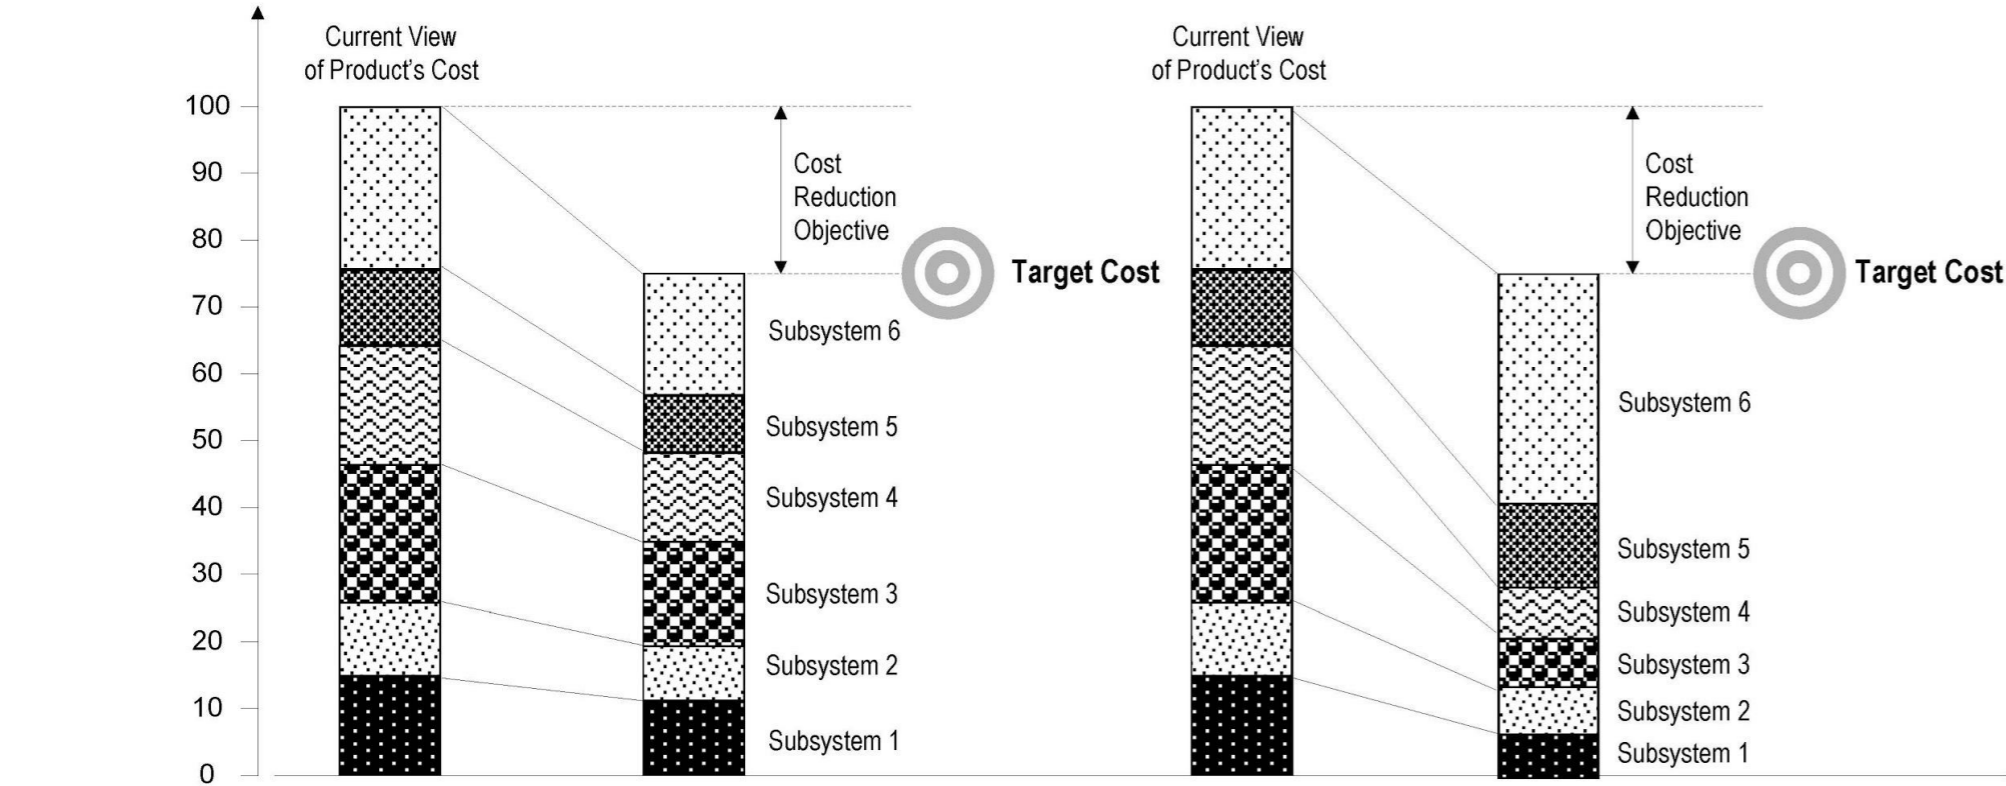 Current View
of Product's Cost
Current View
of Product's Cost
100
90
80
70
60
50
40
30
20
10
0
Cost
Reduction
Objective
Target Cost
Subsystem 6
Subsystem 5
Subsystem 4
Subsystem 3
Subsystem 2
Subsystem 1
Cost
Reduction
Objective
Target Cost
Subsystem 6
Subsystem 5
Subsystem 4
Subsystem 3
Subsystem 2
Subsystem 1